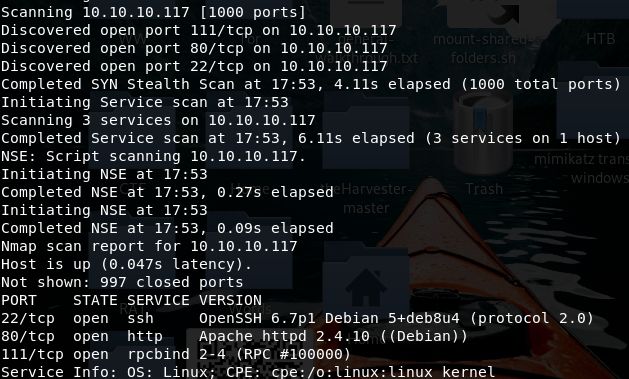 Scanning 10.10.10.117 [1000 ports]
Discovered open port 111/tcp on 10.10.10.117
Discovered open port 80/tcp on 10.10.10.117
Discovered open port 22/tcp on 10.10.10.117
Completed SYN Stealth Scan at 17:53, 4.11s elapsed (1000 total ports)
Initiating Service scan at 17:53
Scanning 3 services on 10.10.10.117
Completed Service scan at 17:53, 6.11s elapsed (3 services on 1 host)
NSE: Script scanning 10.10.10.117.
Initiating NSE at 17:53
Completed NSE at 17:53, 0.27s elapsed
Initiating NSE at 17:53
Completed NSE at 17:53, 0.09s elapsed
Nmap scan report for 10.10.10.117
Host is up (0.047s latency).
Not shown: 997 closed ports
PORT    STATE SERVICE VERSION
22/tcp  open  ssh     OpenSSH 6.7p1 Debian 5+deb8u4 (protocol 2.0)
80/tcp  open  http    Apache httpd 2.4.10 ((Debian))
111/tcp open  rpcbind 2-4 (RPC #100000)
Service Info: OS: Linux; CPE: cpe:/o:linux:linux_kernel
mount-shared-
folders.sh
HTB
Trash
mimikatz trans
windows
master